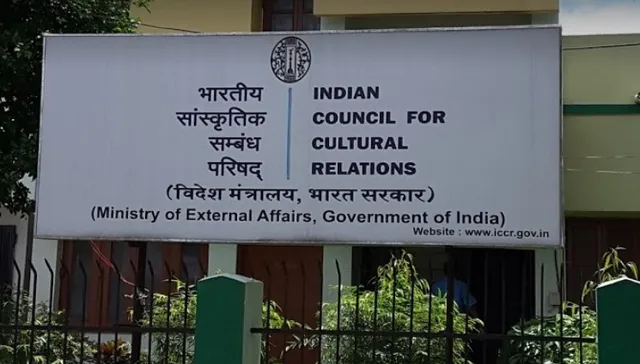 भारतीय
सांस्कृतिक
सम्बंध
परिषद्
INDIAN
COUNCIL FOR
CULTURAL
RELATIONS
(विदेश मंत्रालय, भारत सरकार)
(Ministry of External Affairs, Government of India)
Website : www.iccr.gov.in